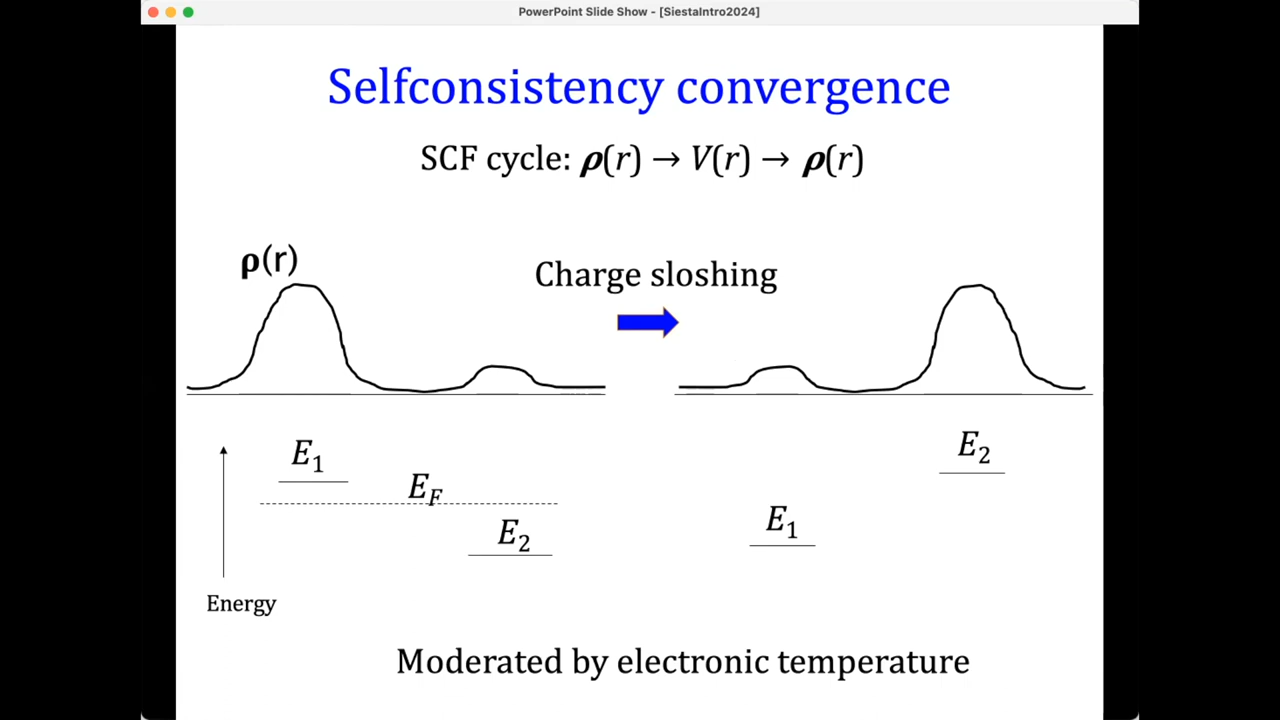 PowerPoint Slide Show - [SiestaIntro2024]
Selfconsistency convergence
SCF cycle: ρ(r) → V(r) → ρ(r)
ρ(r)
Charge sloshing
E₁
E_F
E₂
E₁
E₂
Energy
Moderated by electronic temperature